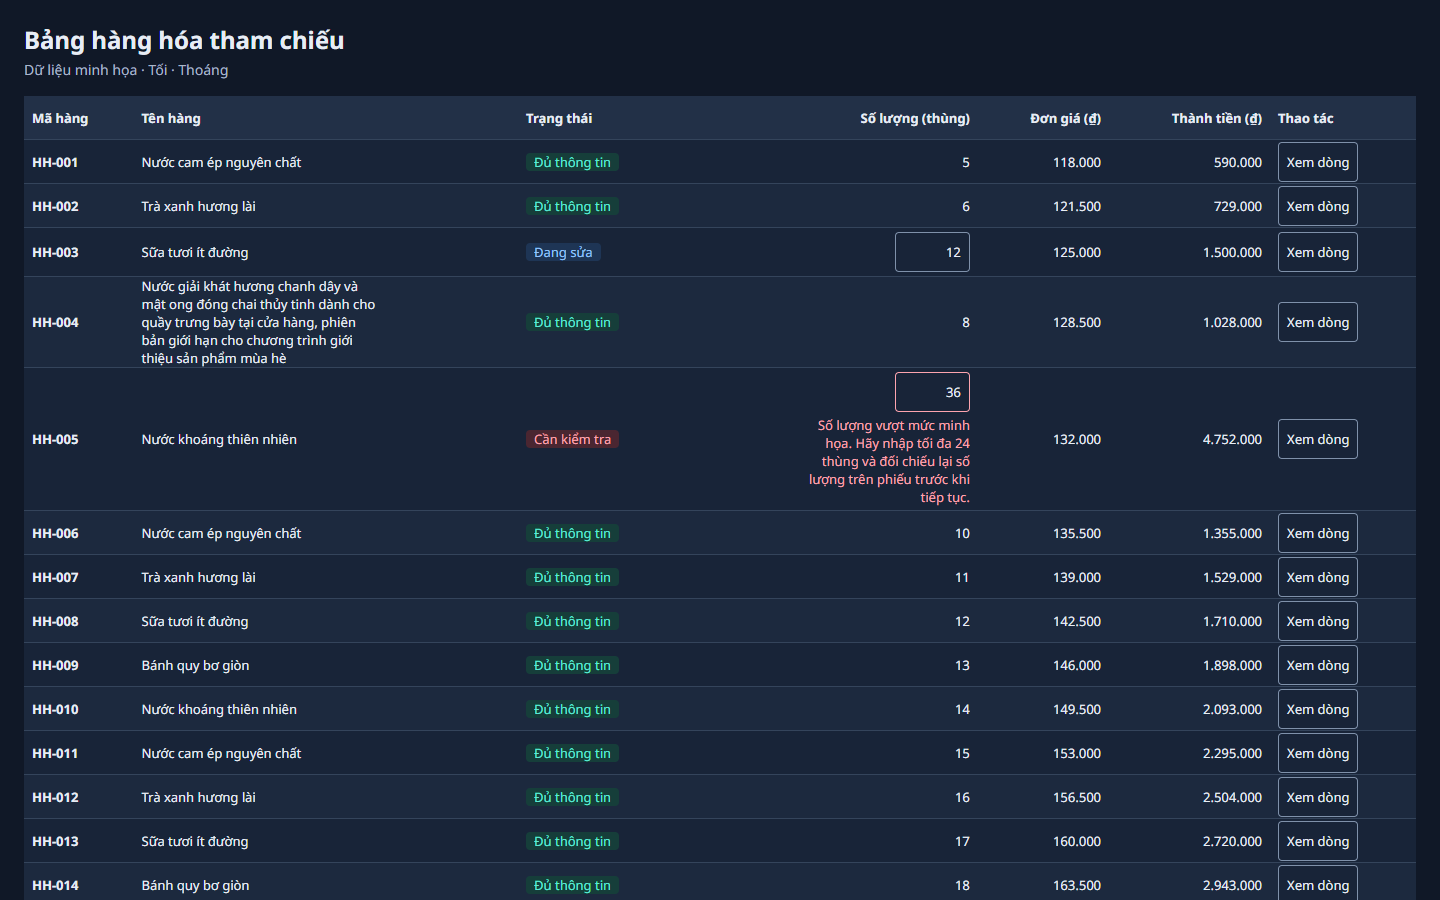 Bảng hàng hóa tham chiếu
Dữ liệu minh họa · Tối · Thoáng
Mã hàng Tên hàng Trạng thái Số lượng (thùng) Đơn giá (₫) Thành tiền (₫) Thao tác
HH-001 Nước cam ép nguyên chất Đủ thông tin 5 118.000 590.000 Xem dòng
HH-002 Trà xanh hương lài Đủ thông tin 6 121.500 729.000 Xem dòng
HH-003 Sữa tươi ít đường Đang sửa 12 125.000 1.500.000 Xem dòng
HH-004 Nước giải khát hương chanh dây và
mật ong đóng chai thủy tinh dành cho
quầy trưng bày tại cửa hàng, phiên
bản giới hạn cho chương trình giới
thiệu sản phẩm mùa hè
Đủ thông tin 8 128.500 1.028.000 Xem dòng
HH-005 Nước khoáng thiên nhiên Cần kiểm tra 36
Số lượng vượt mức minh
họa. Hãy nhập tối đa 24
thùng và đối chiếu lại số
lượng trên phiếu trước khi
tiếp tục.
132.000 4.752.000 Xem dòng
HH-006 Nước cam ép nguyên chất Đủ thông tin 10 135.500 1.355.000 Xem dòng
HH-007 Trà xanh hương lài Đủ thông tin 11 139.000 1.529.000 Xem dòng
HH-008 Sữa tươi ít đường Đủ thông tin 12 142.500 1.710.000 Xem dòng
HH-009 Bánh quy bơ giòn Đủ thông tin 13 146.000 1.898.000 Xem dòng
HH-010 Nước khoáng thiên nhiên Đủ thông tin 14 149.500 2.093.000 Xem dòng
HH-011 Nước cam ép nguyên chất Đủ thông tin 15 153.000 2.295.000 Xem dòng
HH-012 Trà xanh hương lài Đủ thông tin 16 156.500 2.504.000 Xem dòng
HH-013 Sữa tươi ít đường Đủ thông tin 17 160.000 2.720.000 Xem dòng
HH-014 Bánh quy bơ giòn Đủ thông tin 18 163.500 2.943.000 Xem dòng